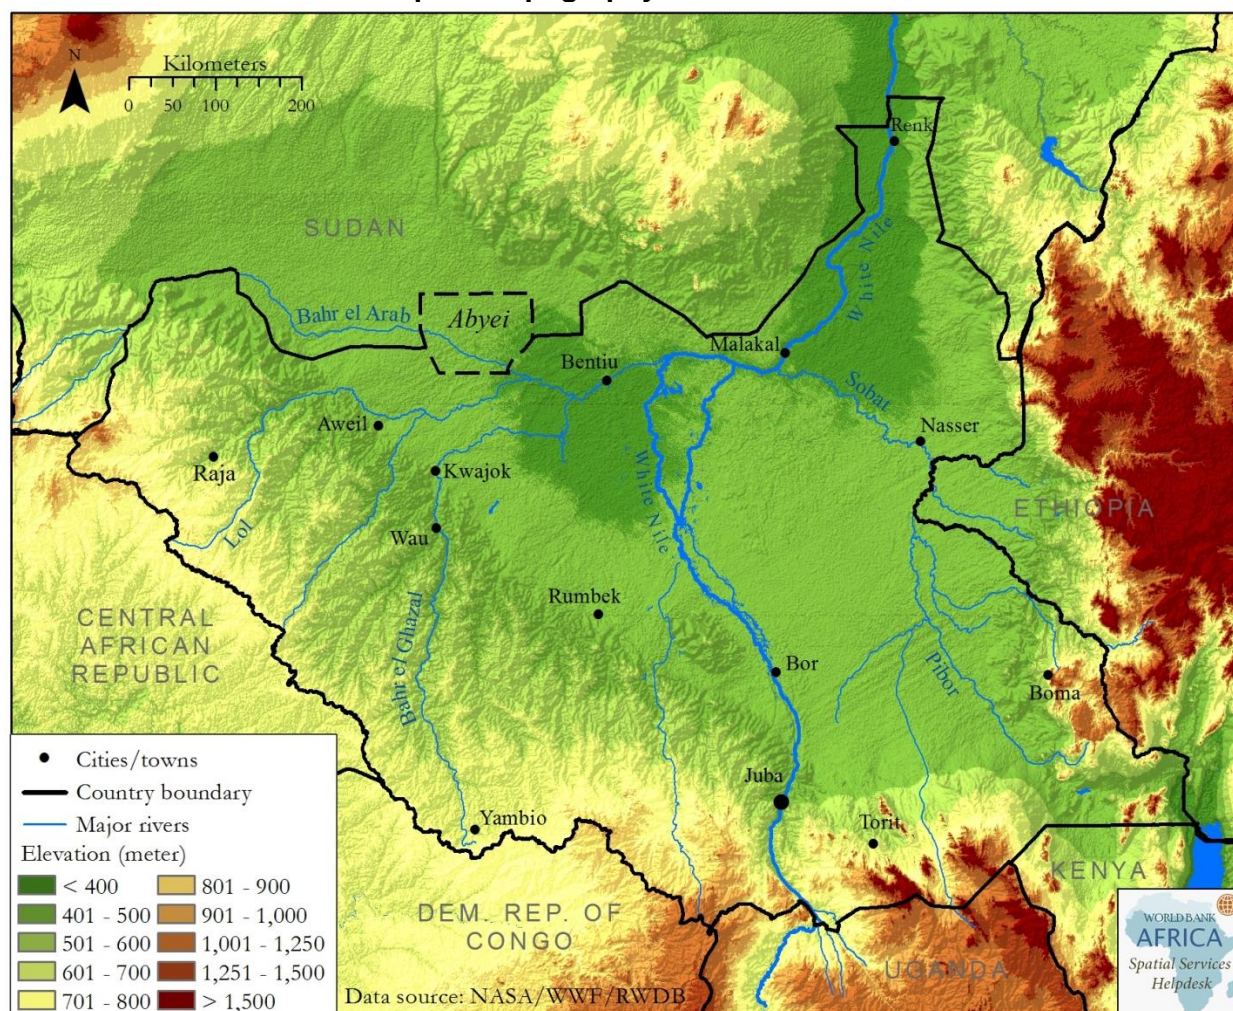 N
Kilometers
0 50 100 200
Renk
SUDAN
White Nile
Bahr el Arab
Abyei
Malakal
Bentiu
Sobat
Aweil
Nasser
Raja
Kwajok
White Nile
ETHIOPIA
Lol
Wau
Rumbek
CENTRAL
AFRICAN
REPUBLIC
Bahr el Ghazal
Bor
Pibor
Boma
Juba
Yambio
Torit
KENYA
DEM. REP. OF
CONGO
UGANDA
Cities/towns
Country boundary
Major rivers
Elevation (meter)
< 400
401 - 500
501 - 600
601 - 700
701 - 800
801 - 900
901 - 1,000
1,001 - 1,250
1,251 - 1,500
> 1,500
Data source: NASA/WWF/RWDB
WORLD BANK
AFRICA
Spatial Services
Helpdesk